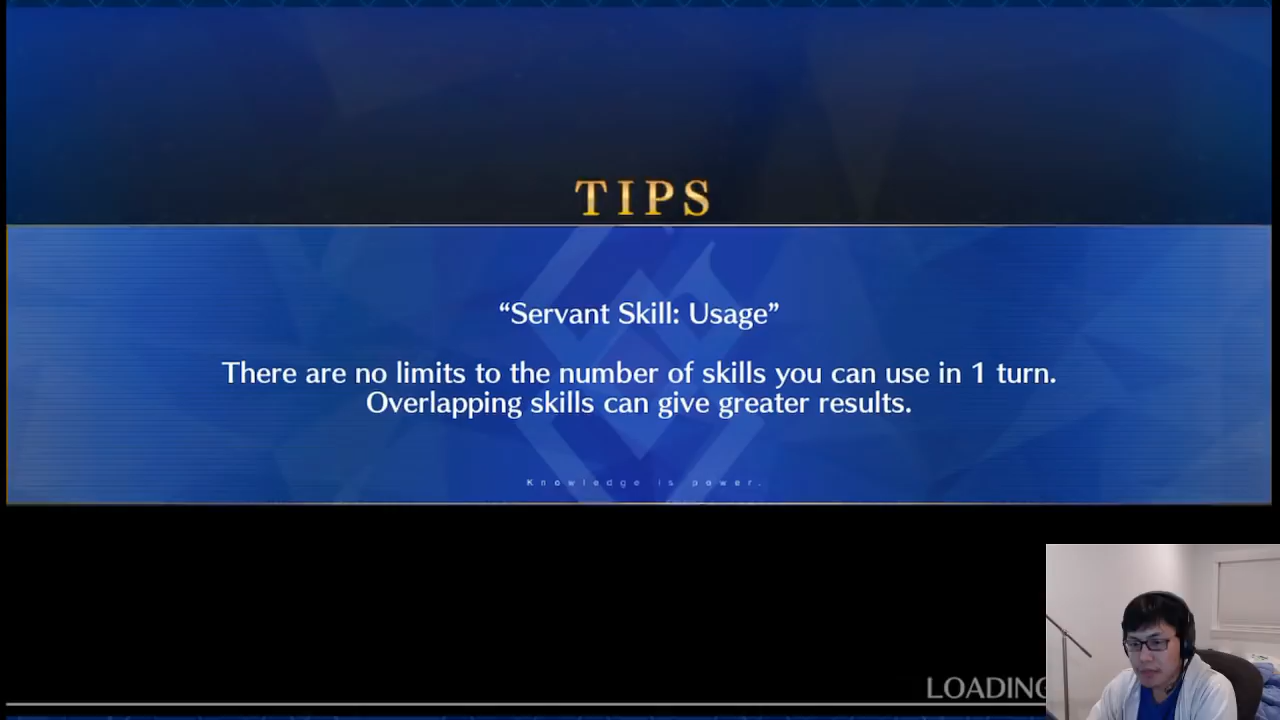 TIPS
“Servant Skill: Usage”
There are no limits to the number of skills you can use in 1 turn.
Overlapping skills can give greater results.
Knowledge is power.
LOADING